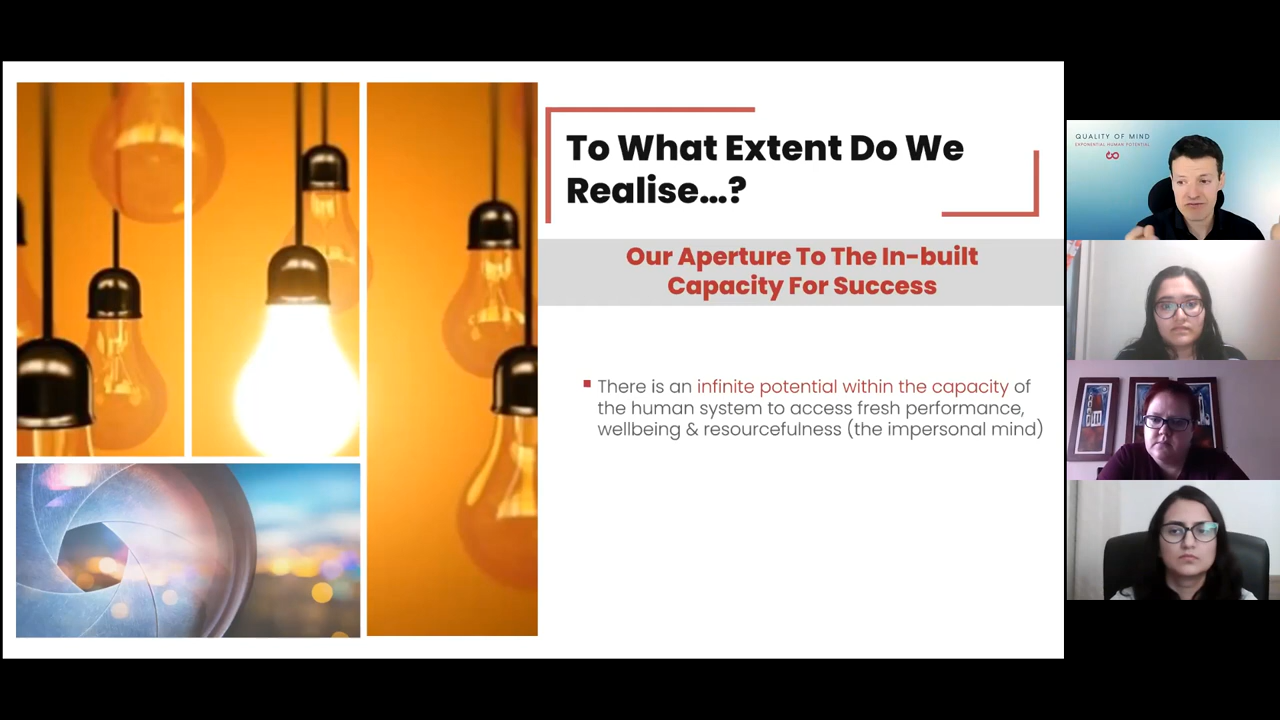 To What Extent Do We
Realise...?
Our Aperture To The In-built
Capacity For Success
There is an infinite potential within the capacity of
the human system to access fresh performance,
wellbeing & resourcefulness (the impersonal mind)
QUALITY OF MIND
EXPONENTIAL HUMAN POTENTIAL